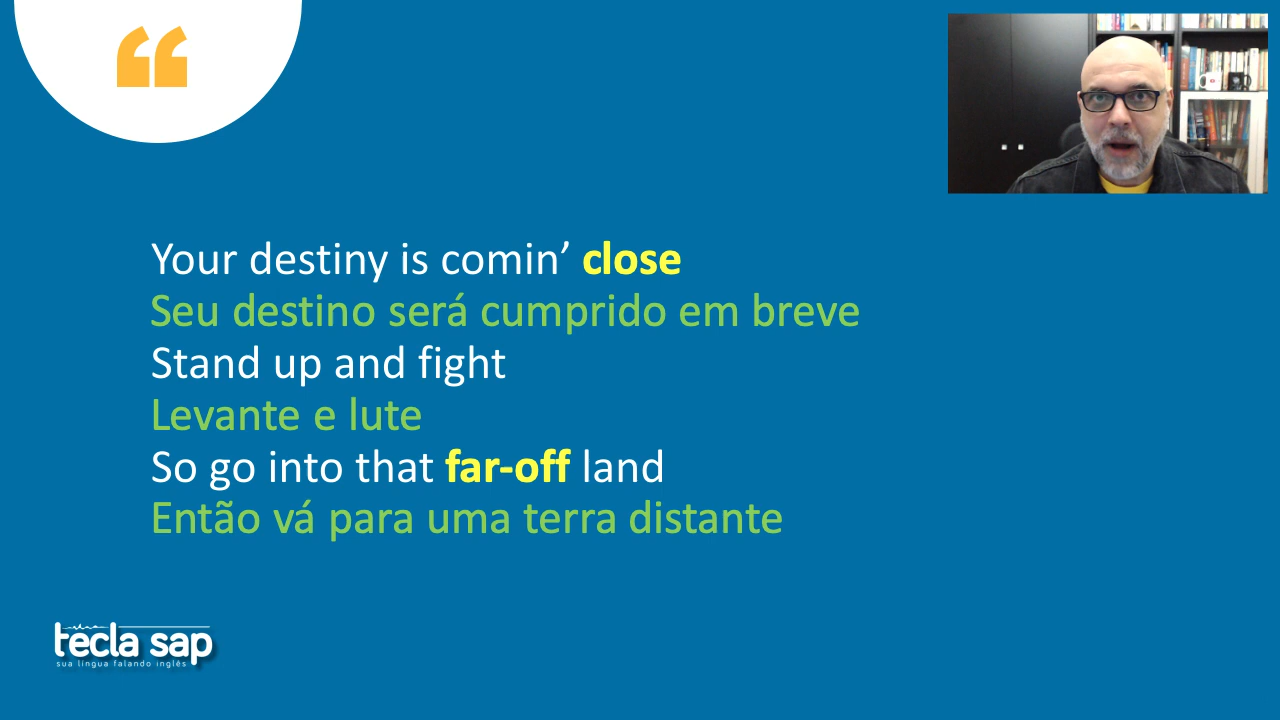 “
Your destiny is comin’ close
Seu destino será cumprido em breve
Stand up and fight
Levante e lute
So go into that far-off land
Então vá para uma terra distante
tecla sap
sua língua falando inglês